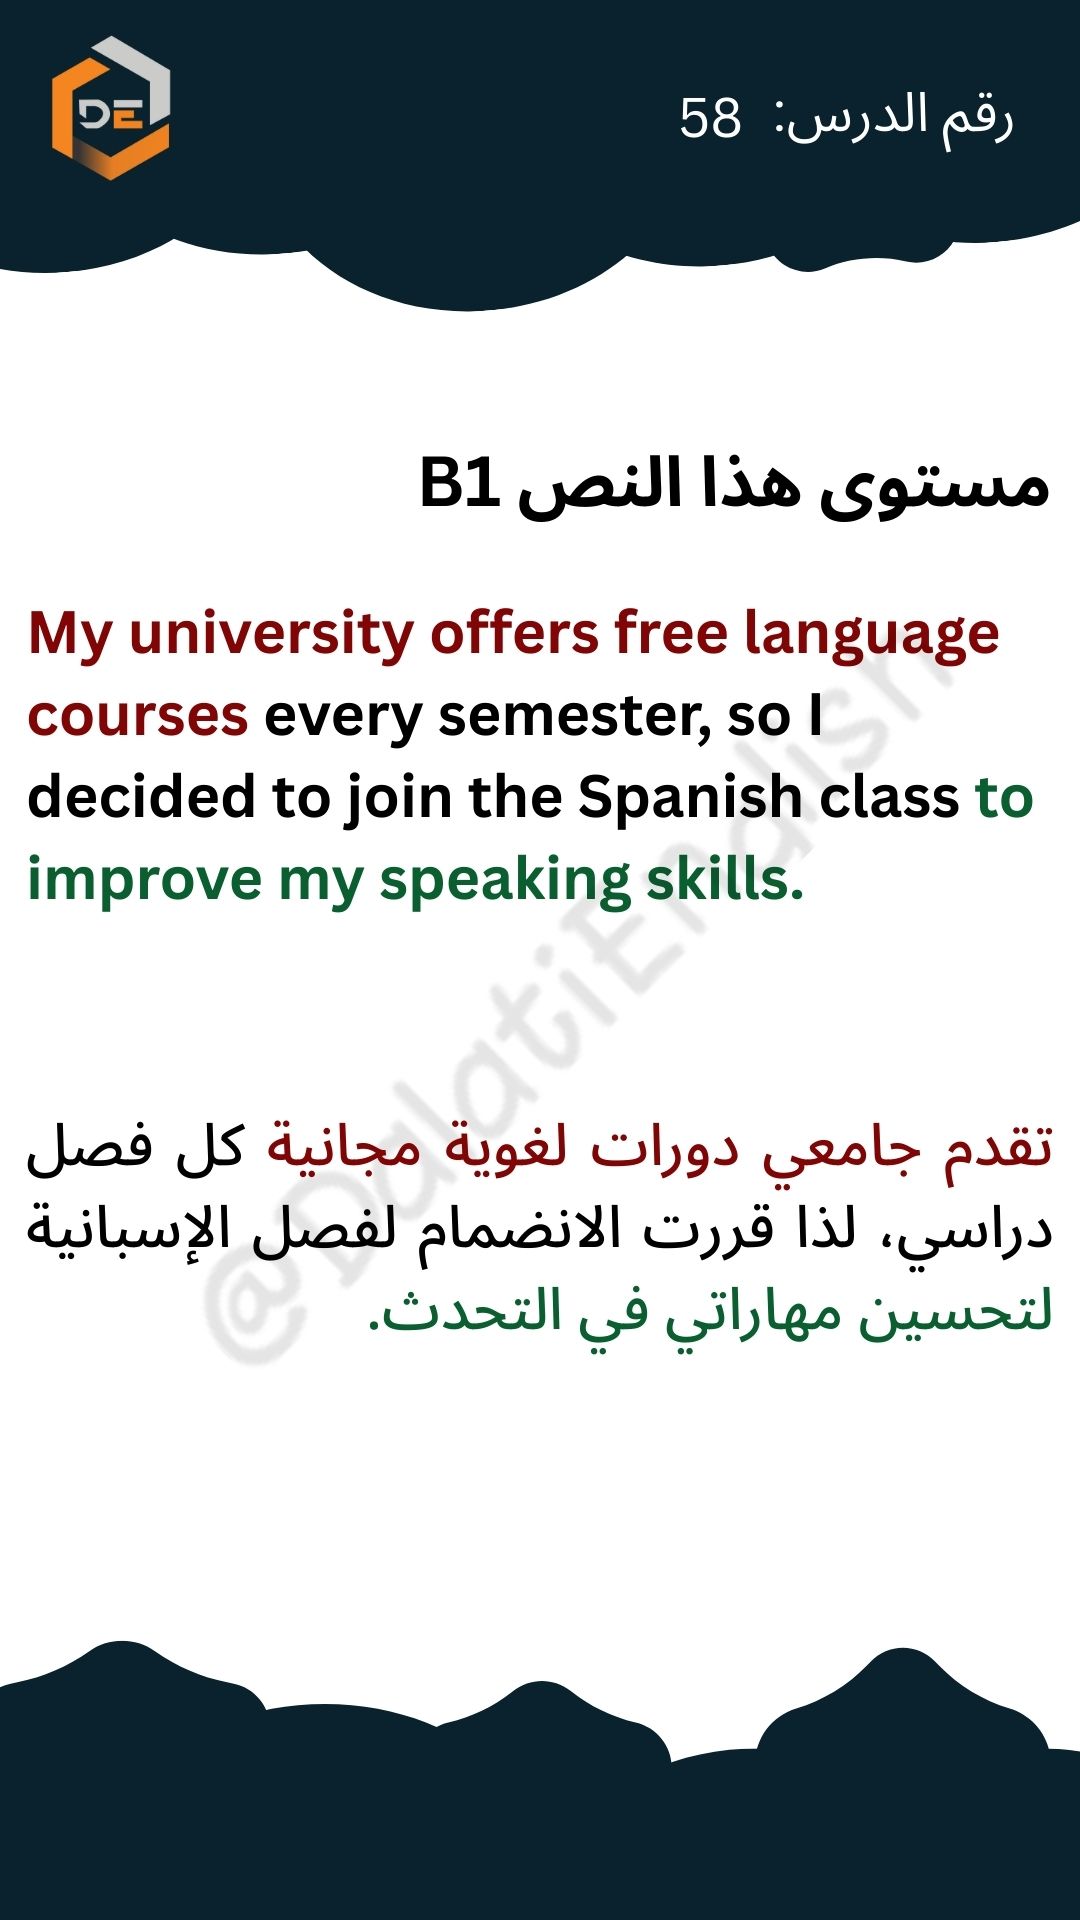 DE
رقم الدرس: 58
مستوى هذا النص B1
My university offers free language
courses every semester, so I
decided to join the Spanish class to
improve my speaking skills.
@DalatiEnglish
تقدم جامعي دورات لغوية مجانية كل فصل
دراسي، لذا قررت الانضمام لفصل الإسبانية
لتحسين مهاراتي في التحدث.